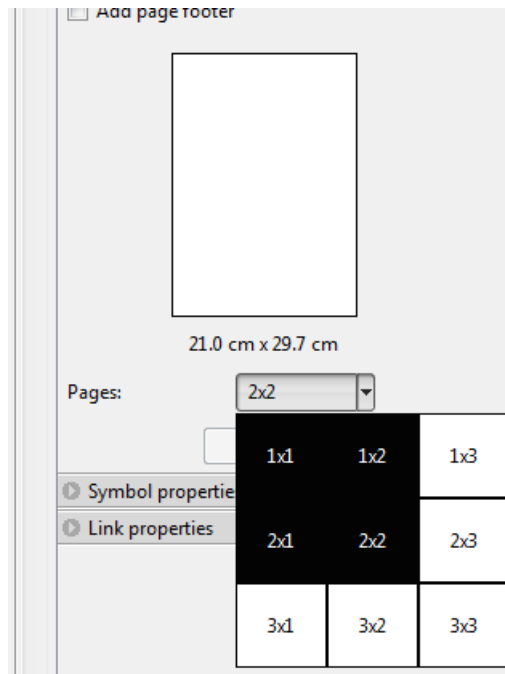 Add page footer
21.0 cm x 29.7 cm
Pages:
2x2
1x1 1x2 1x3
Symbol
Link properties
2x1 2x2 2x3
3x1 3x2 3x3